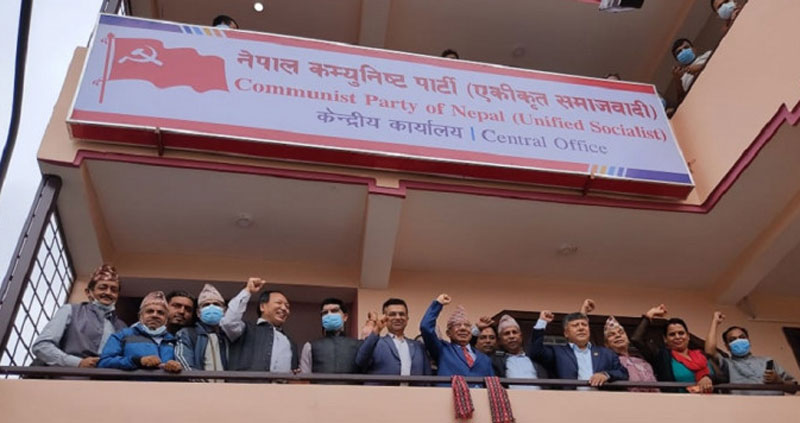 नेपाल कम्युनिष्ट पार्टी (एकीकृत समाजवादी)
Communist Party of Nepal (Unified Socialist)
केन्द्रीय कार्यालय | Central Office